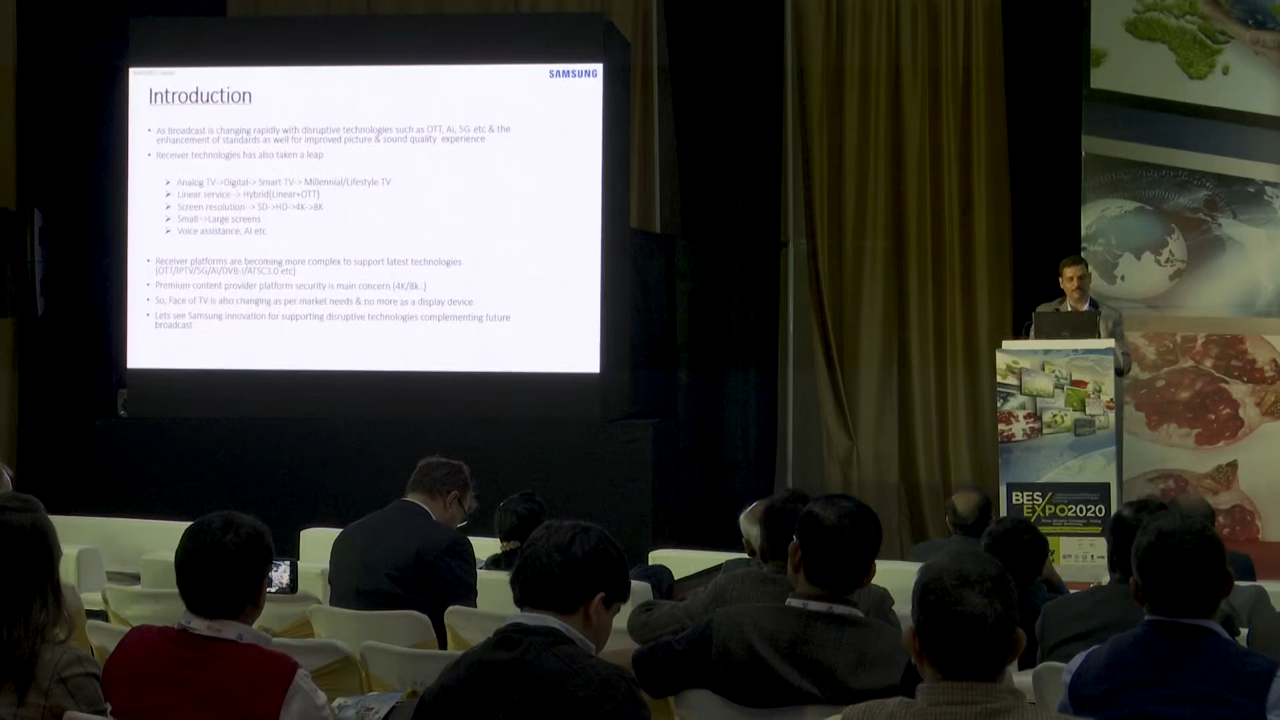 SAMSUNG
Introduction
• As Broadcast is changing rapidly with disruptive technologies such as OTT, AI, 5G etc & the
enhancement of standards as well for improved picture & sound quality experience
• Receiver technologies has also taken a leap
➤ Analog TV->Digital-> Smart TV-> Millennial/Lifestyle TV
➤ Linear service -> Hybrid(Linear+OTT)
➤ Screen resolution--> SD->HD->4K->8K
➤ Small->Large screens
➤ Voice assistance, AI etc
• Receiver platforms are becoming more complex to support latest technologies
(OTT/IPTV/5G/AI/DVB-I/ATSC3.0 etc)
• Premium content provider platform security is main concern (4K/8k..)
• So, Face of TV is also changing as per market needs & no more as a display device
• Lets see Samsung innovation for supporting disruptive technologies complementing future
broadcast
BES
EXPO2020